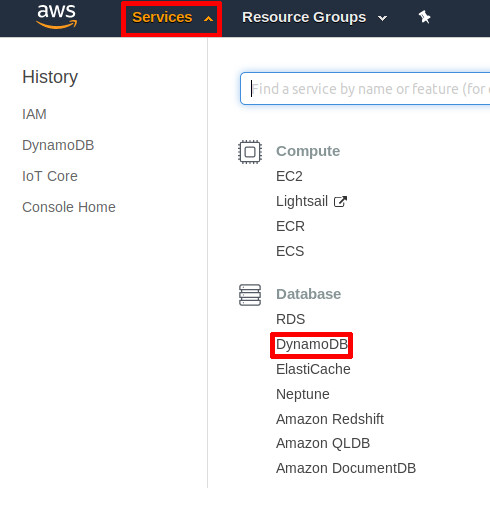 aws
Services
Resource Groups
History
IAM
DynamoDB
IoT Core
Console Home
Find a service by name or feature (for
Compute
EC2
Lightsail
ECR
ECS
Database
RDS
DynamoDB
ElastiCache
Neptune
Amazon Redshift
Amazon QLDB
Amazon DocumentDB